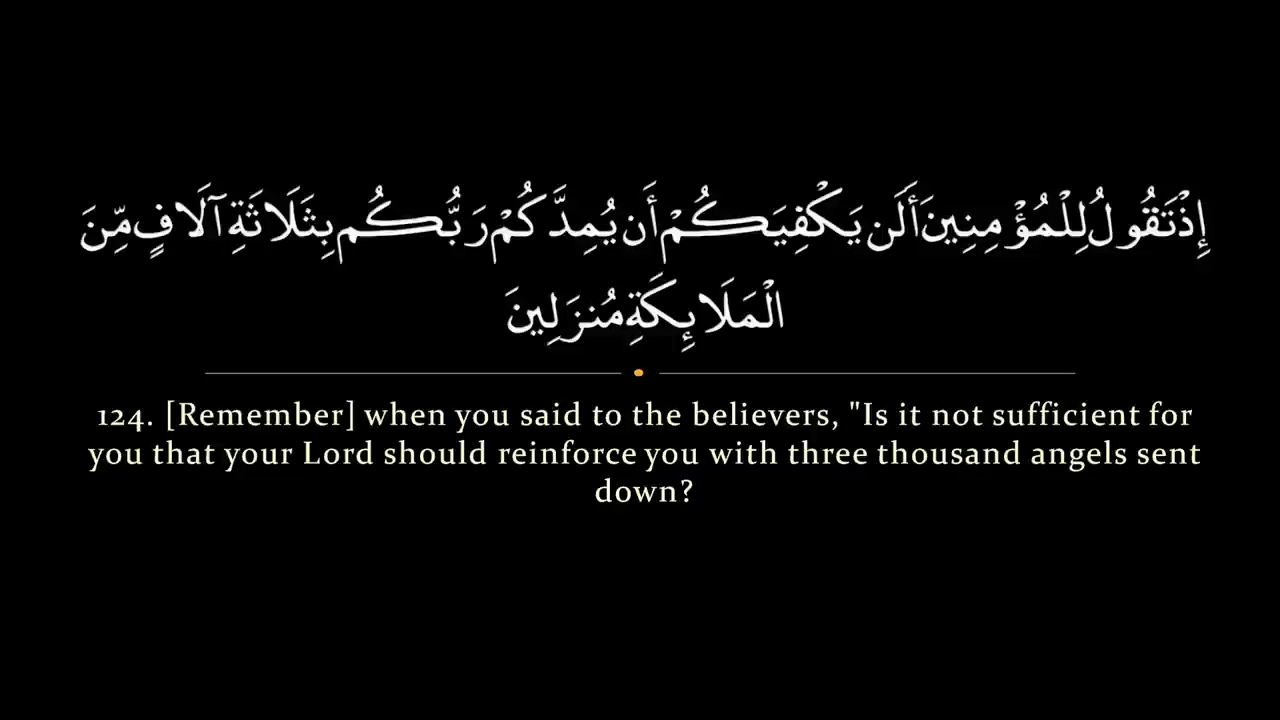 إِذْ تَقُولُ لِلْمُؤْمِنِينَ أَلَن يَكْفِيَكُمْ أَن يُمِدَّكُمْ رَبُّكُم بِثَلَاثَةِ آلَافٍ مِّنَ
الْمَلَائِكَةِ مُنزَلِينَ
124. [Remember] when you said to the believers, "Is it not sufficient for
you that your Lord should reinforce you with three thousand angels sent
down?